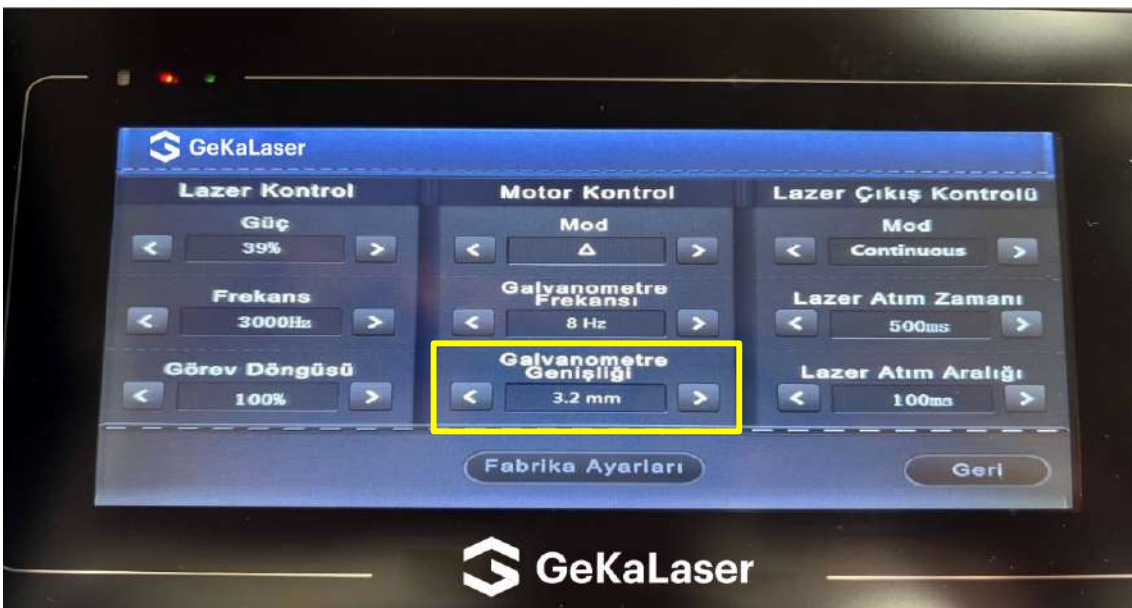 GeKaLaser
Lazer Kontrol
Güç
39%
Frekans
3000Hz
Görev Döngüsü
100%
Motor Kontrol
Mod
Δ
Galvanometre
Frekansı
8 Hz
Galvanometre
Genişliği
3.2 mm
Lazer Çıkış Kontrolü
Mod
Continuous
Lazer Atım Zamanı
500ms
Lazer Atım Aralığı
100ms
Fabrika Ayarları
Geri
GeKaLaser